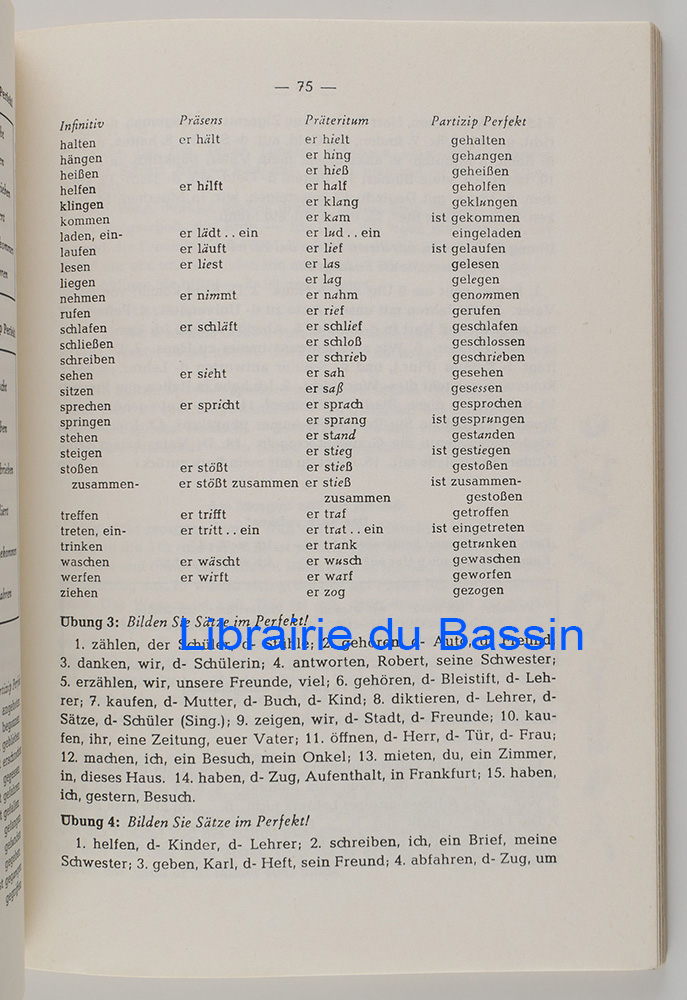 — 75 —
Infinitiv Präsens Präteritum Partizip Perfekt
halten er hält er hielt gehalten
hängen er hing gehangen
heißen er hieß geheißen
helfen er hilft er half geholfen
klingen er klang geklungen
kommen er kam ist gekommen
laden, ein- er lädt . . ein er lud . . ein eingeladen
laufen er läuft er lief ist gelaufen
lesen er liest er las gelesen
liegen er lag gelegen
nehmen er nimmt er nahm genommen
rufen er rief gerufen
schlafen er schläft er schlief geschlafen
schließen er schloß geschlossen
schreiben er schrieb geschrieben
sehen er sieht er sah gesehen
sitzen er saß gesessen
sprechen er spricht er sprach gesprochen
springen er sprang ist gesprungen
stehen er stand gestanden
steigen er stieg ist gestiegen
stoßen er stößt er stieß gestoßen
zusammen- er stößt zusammen er stieß ist zusammen-
zusammen gestoßen
treffen er trifft er traf getroffen
treten, ein- er tritt . . ein er trat . . ein ist eingetreten
trinken er trank getrunken
waschen er wäscht er wusch gewaschen
werfen er wirft er warf geworfen
ziehen er zog gezogen
Übung 3: Bilden Sie Sätze im Perfekt!
Librairie du Bassin
1. zählen, der Schüler, d- Stühle; 2. gehören, d- Auto, d- Freund;
3. danken, wir, d- Schülerin; 4. antworten, Robert, seine Schwester;
5. erzählen, wir, unsere Freunde, viel; 6. gehören, d- Bleistift, d- Leh-
rer; 7. kaufen, d- Mutter, d- Buch, d- Kind; 8. diktieren, d- Lehrer, d-
Sätze, d- Schüler (Sing.); 9. zeigen, wir, d- Stadt, d- Freunde; 10. kau-
fen, ihr, eine Zeitung, euer Vater; 11. öffnen, d- Herr, d- Tür, d- Frau;
12. machen, ich, ein Besuch, mein Onkel; 13. mieten, du, ein Zimmer,
in, dieses Haus. 14. haben, d- Zug, Aufenthalt, in Frankfurt; 15. haben,
ich, gestern, Besuch.
Übung 4: Bilden Sie Sätze im Perfekt!
1. helfen, d- Kinder, d- Lehrer; 2. schreiben, ich, ein Brief, meine
Schwester; 3. geben, Karl, d- Heft, sein Freund; 4. abfahren, d- Zug, um